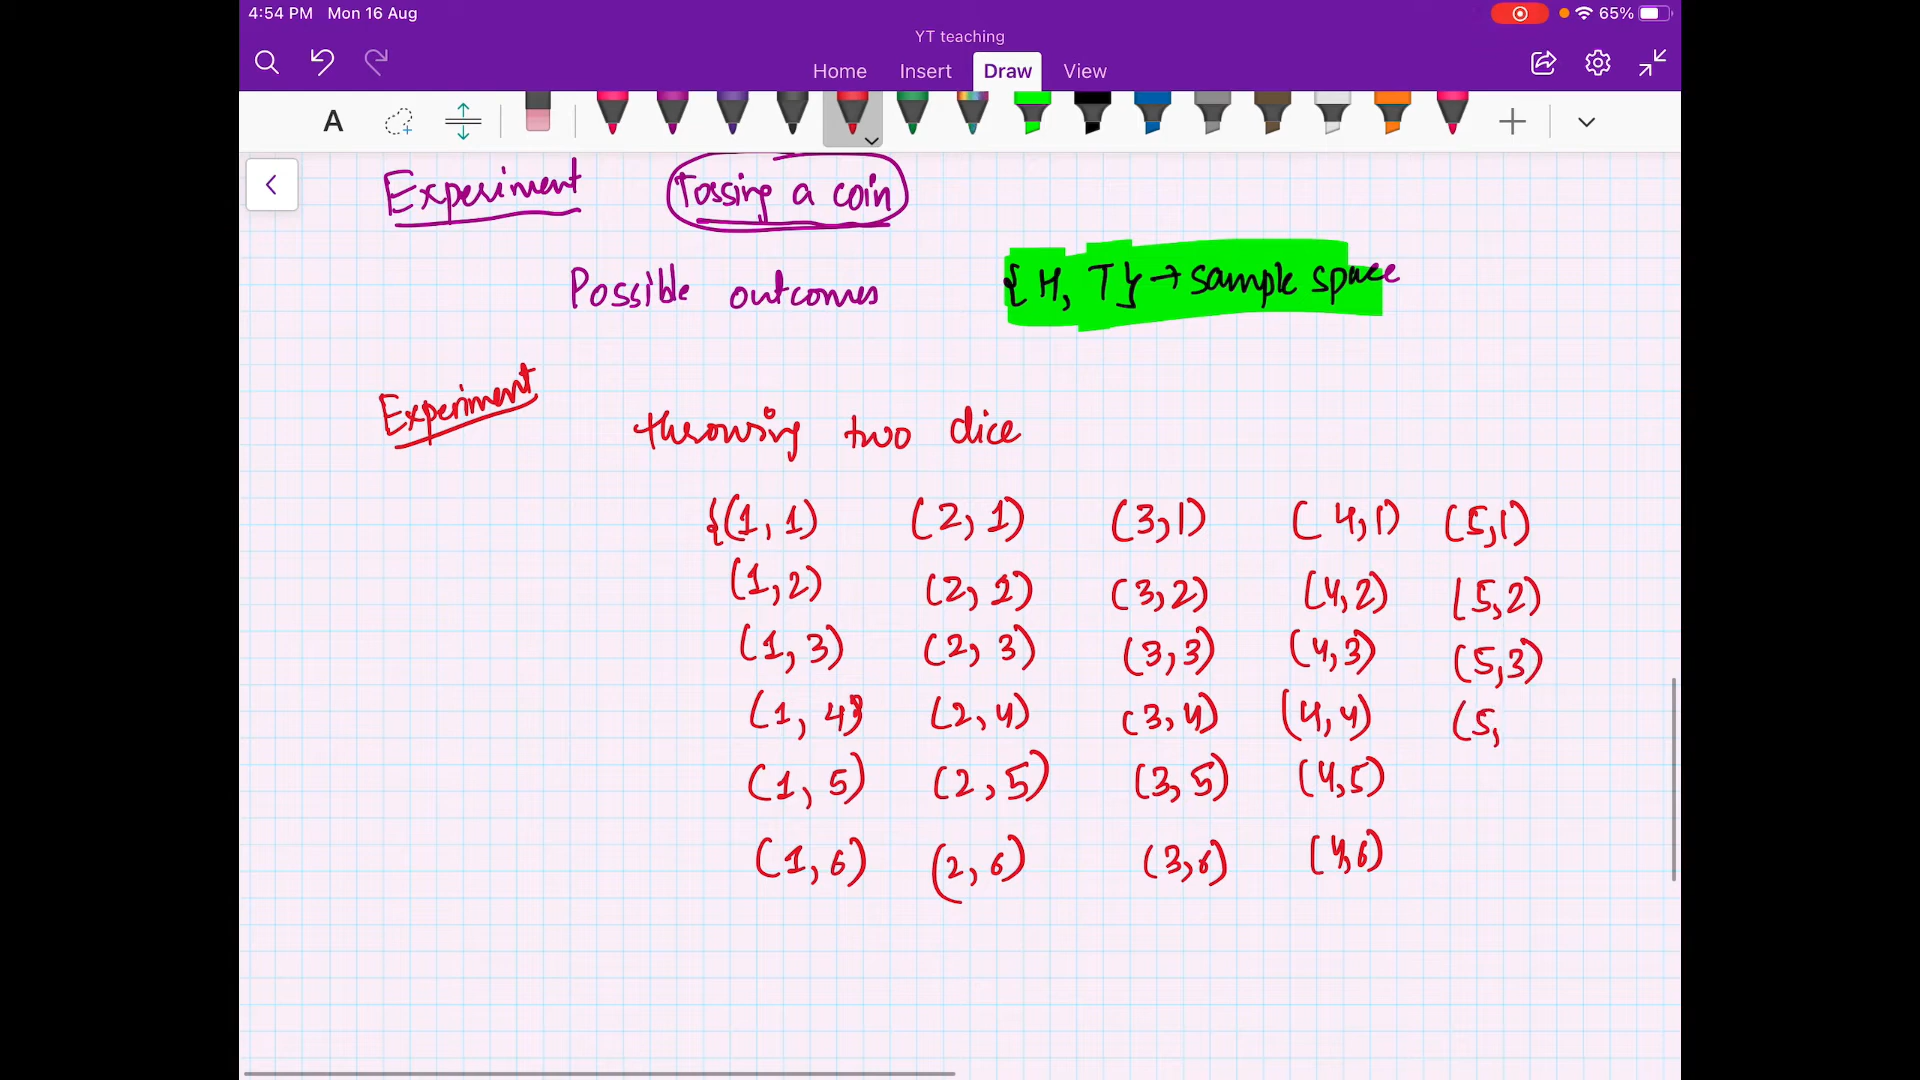 4:54 PM Mon 16 Aug
65%
YT teaching
Home Insert Draw View
A
Experiment Tossing a coin
Possible outcomes {H, T} → sample space
Experiment
throwing two dice
{(1, 1) (2, 1) (3,1) (4,1) (5,1)
(1,2) (2, 2) (3,2) (4,2) (5,2)
(1, 3) (2, 3) (3,3) (4,3) (5,3)
(1, 4) (2,4) (3,4) (4,4) (5,
(1, 5) (2,5) (3,5) (4,5)
(1,6) (2,6) (3,6) (4,6)